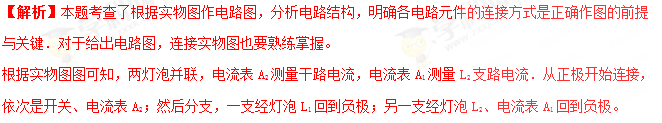 【解析】本题考查了根据实物图作电路图，分析电路结构，明确各电路元件的连接方式是正确作图的前提
与关键．对于给出电路图，连接实物图也要熟练掌握。
根据实物图图可知，两灯泡并联，电流表A₂测量干路电流，电流表A₁测量L₂支路电流．从正极开始连接，
依次是开关、电流表A₂；然后分支，一支经灯泡L₁回到负极；另一支经灯泡L₂、电流表A₁回到负极。